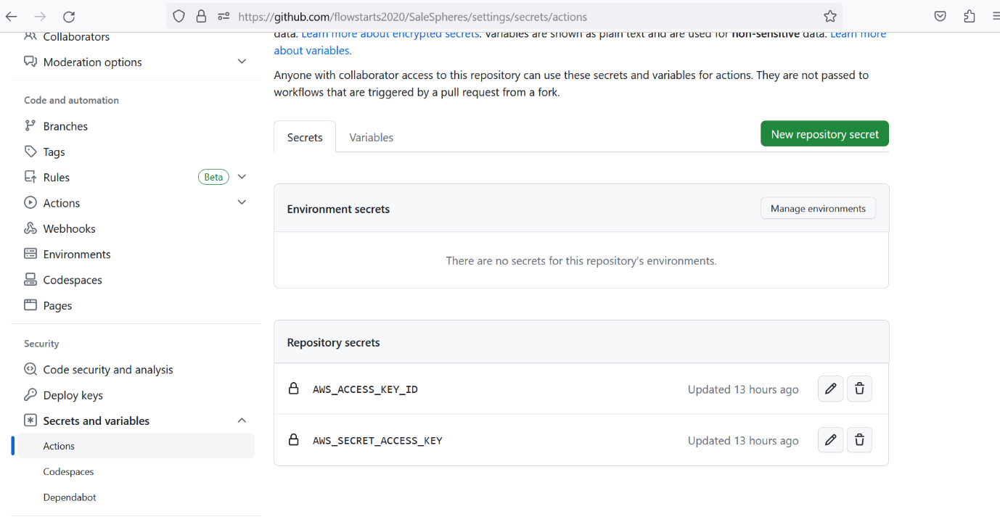 https://github.com/flowstarts2020/SaleSpheres/settings/secrets/actions
Collaborators
Moderation options
Code and automation
Branches
Tags
Rules
Beta
Actions
Webhooks
Environments
Codespaces
Pages
Security
Code security and analysis
Deploy keys
Secrets and variables
Actions
Codespaces
Dependabot
data. Learn more about encrypted secrets. Variables are shown as plain text and are used for non-sensitive data. Learn more
about variables.
Anyone with collaborator access to this repository can use these secrets and variables for actions. They are not passed to
workflows that are triggered by a pull request from a fork.
Secrets
Variables
New repository secret
Environment secrets
Manage environments
There are no secrets for this repository's environments.
Repository secrets
AWS_ACCESS_KEY_ID
Updated 13 hours ago
AWS_SECRET_ACCESS_KEY
Updated 13 hours ago